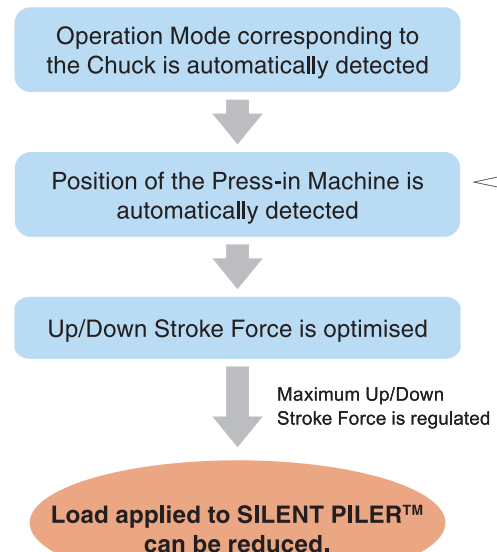 Operation Mode corresponding to
the Chuck is automatically detected
Position of the Press-in Machine is
automatically detected
Up/Down Stroke Force is optimised
Maximum Up/Down
Stroke Force is regulated
Load applied to SILENT PILER™
can be reduced.